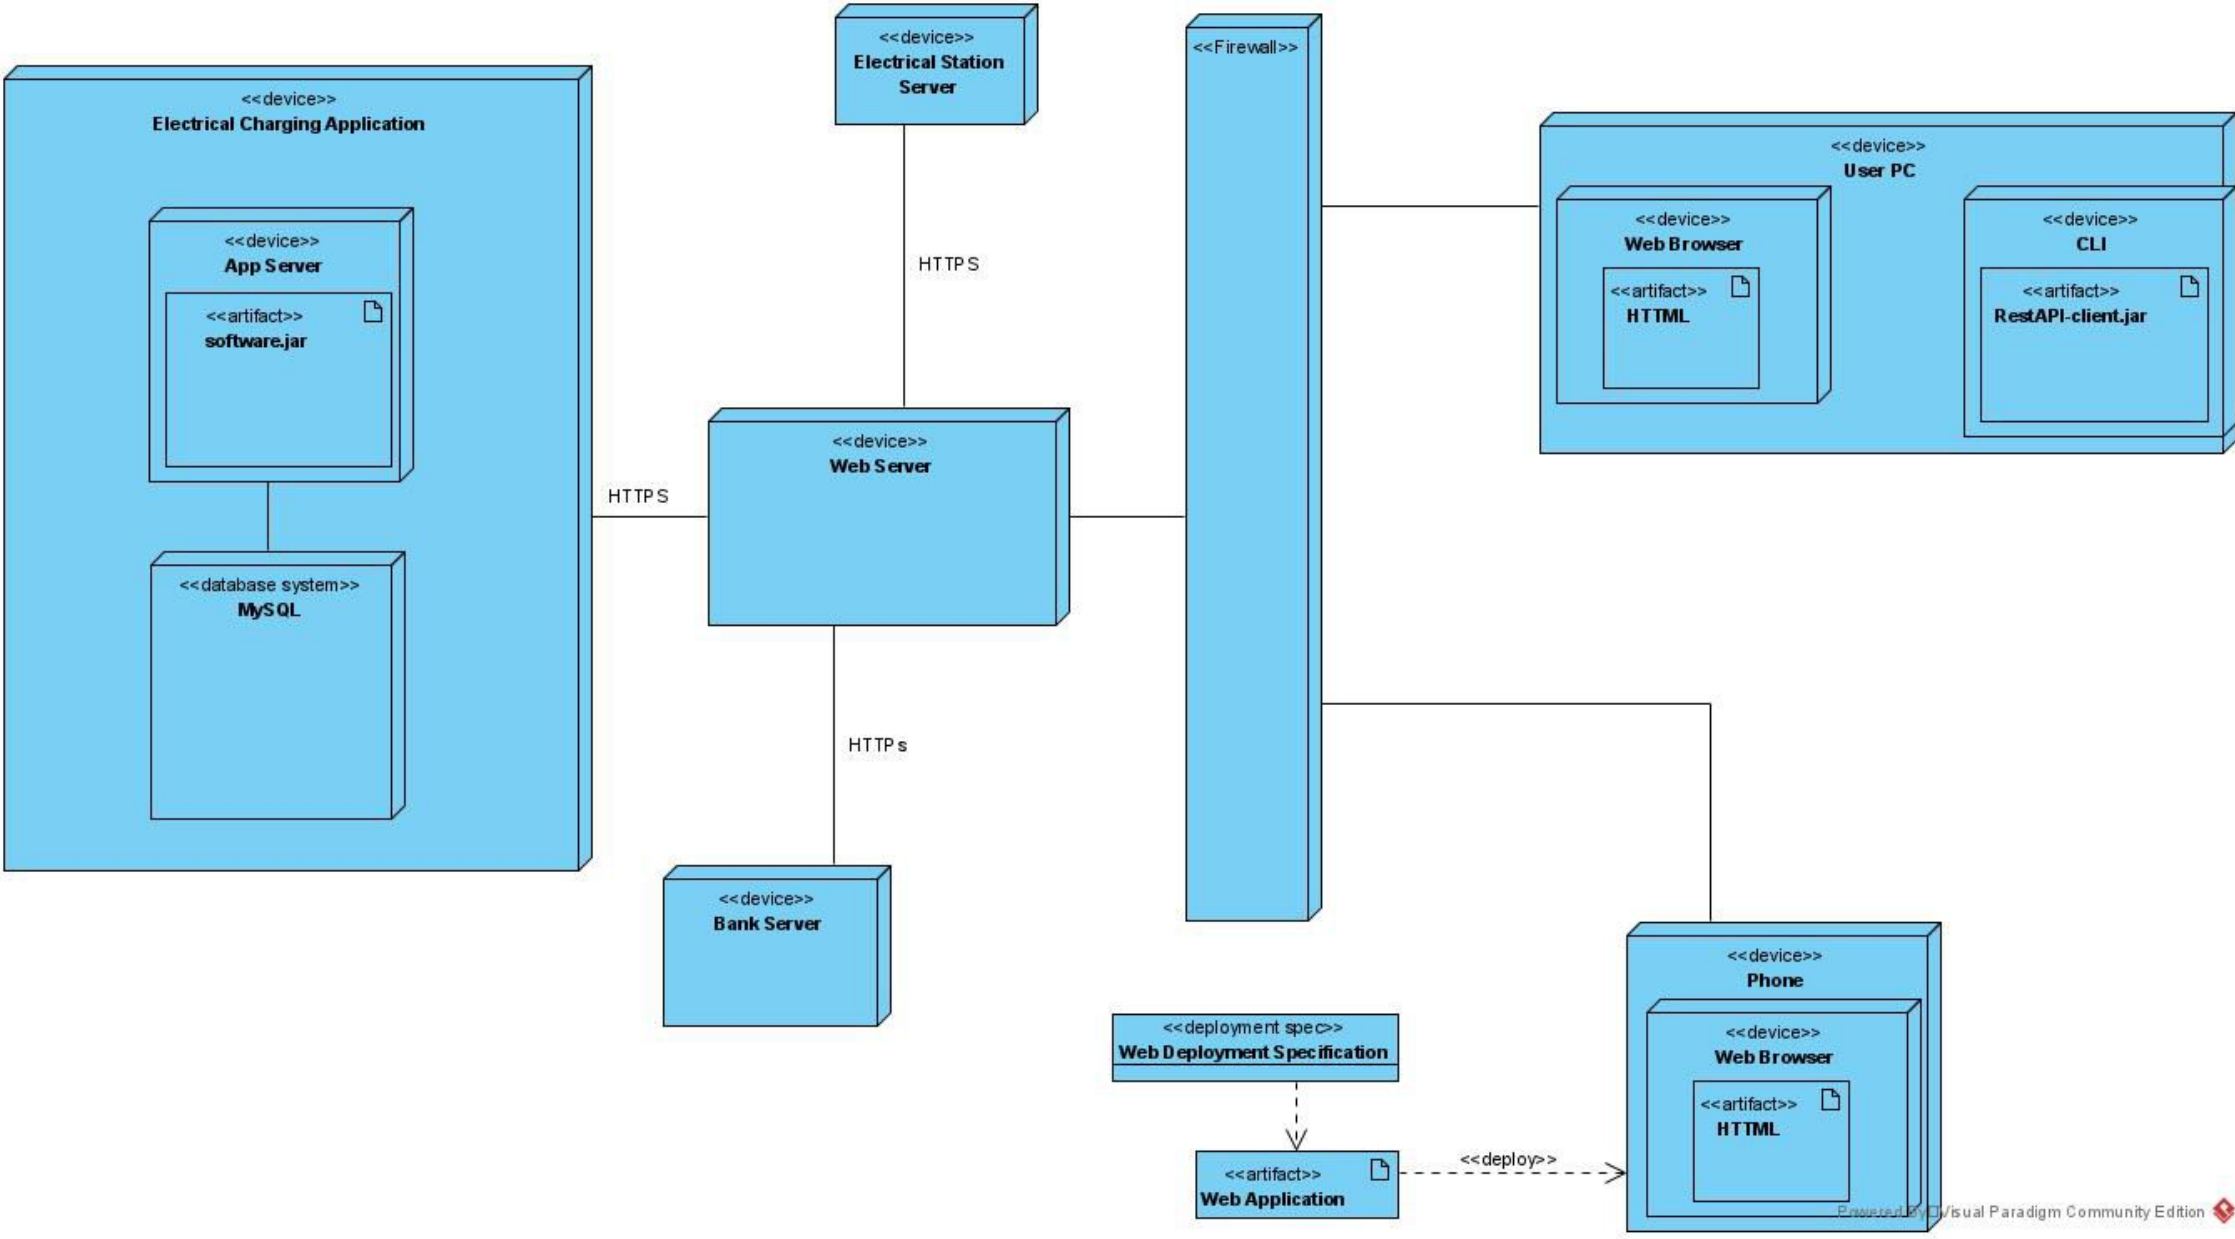 <<device>>
Electrical Charging Application
<<device>>
App Server
<<artifact>>
software.jar
<<database system>>
MySQL
<<device>>
Electrical Station
Server
HTTPS
HTTPS
<<device>>
Web Server
HTTPs
<<device>>
Bank Server
<<Firewall>>
<<device>>
User PC
<<device>>
Web Browser
<<artifact>>
HTTML
<<device>>
CLI
<<artifact>>
RestAPI-client.jar
<<deployment spec>>
Web Deployment Specification
<<artifact>>
Web Application
<<deploy>>
<<device>>
Phone
<<device>>
Web Browser
<<artifact>>
HTTML
Powered By Visual Paradigm Community Edition